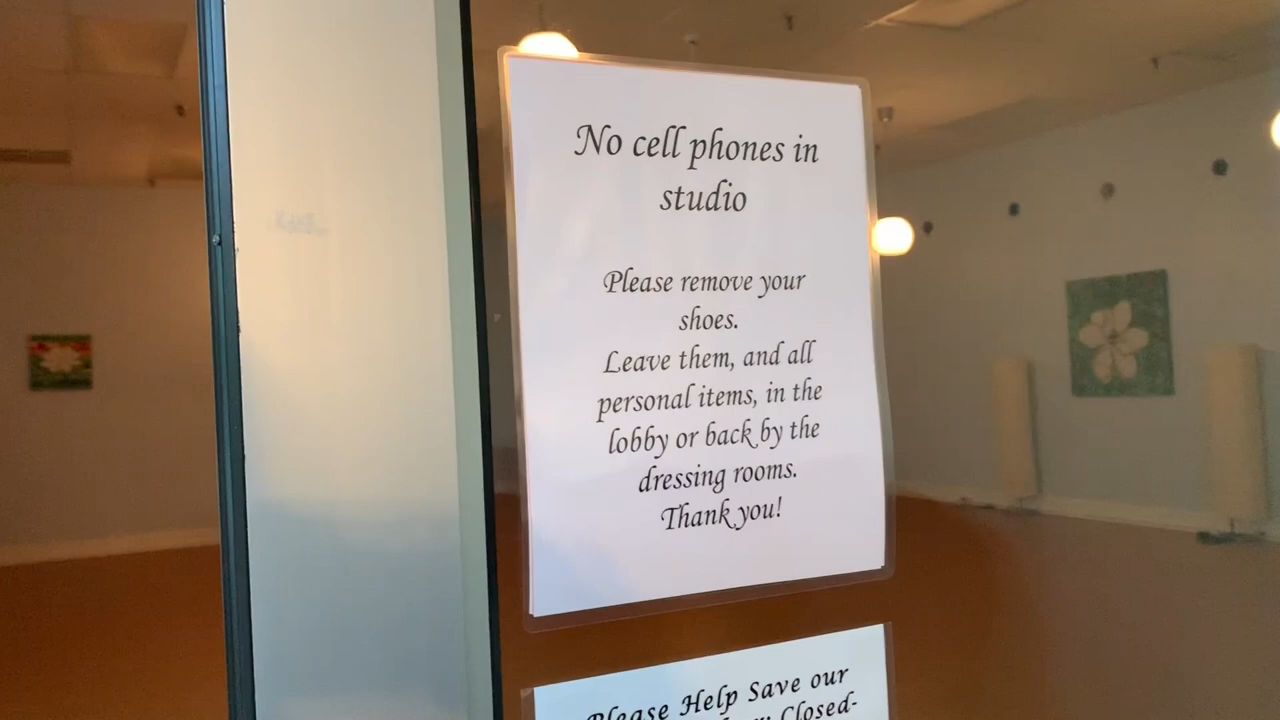 No cell phones in
studio
Please remove your
shoes.
Leave them, and all
personal items, in the
lobby or back by the
dressing rooms.
Thank you!
Please Help Save our
Closed-